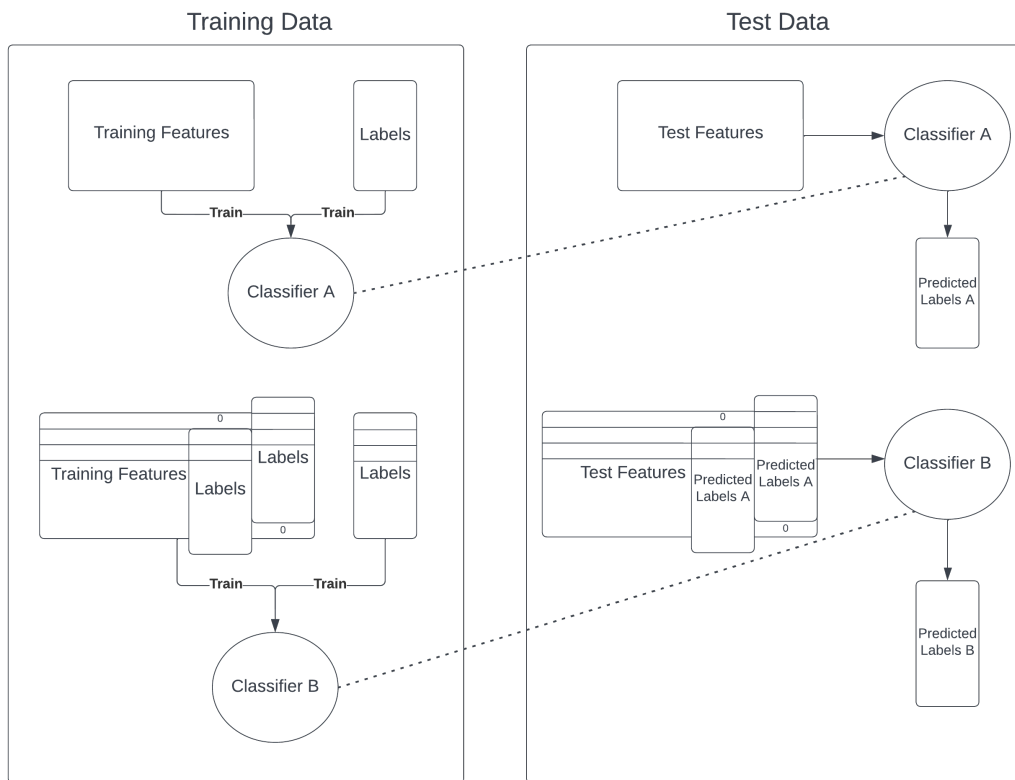 Training Data
Test Data
Training Features
Labels
Train
Train
Classifier A
Test Features
Classifier A
Predicted
Labels A
0
Training Features
Labels
Labels
0
Labels
Train
Train
Classifier B
0
Test Features
Predicted
Labels A
Predicted
Labels A
0
Classifier B
Predicted
Labels B